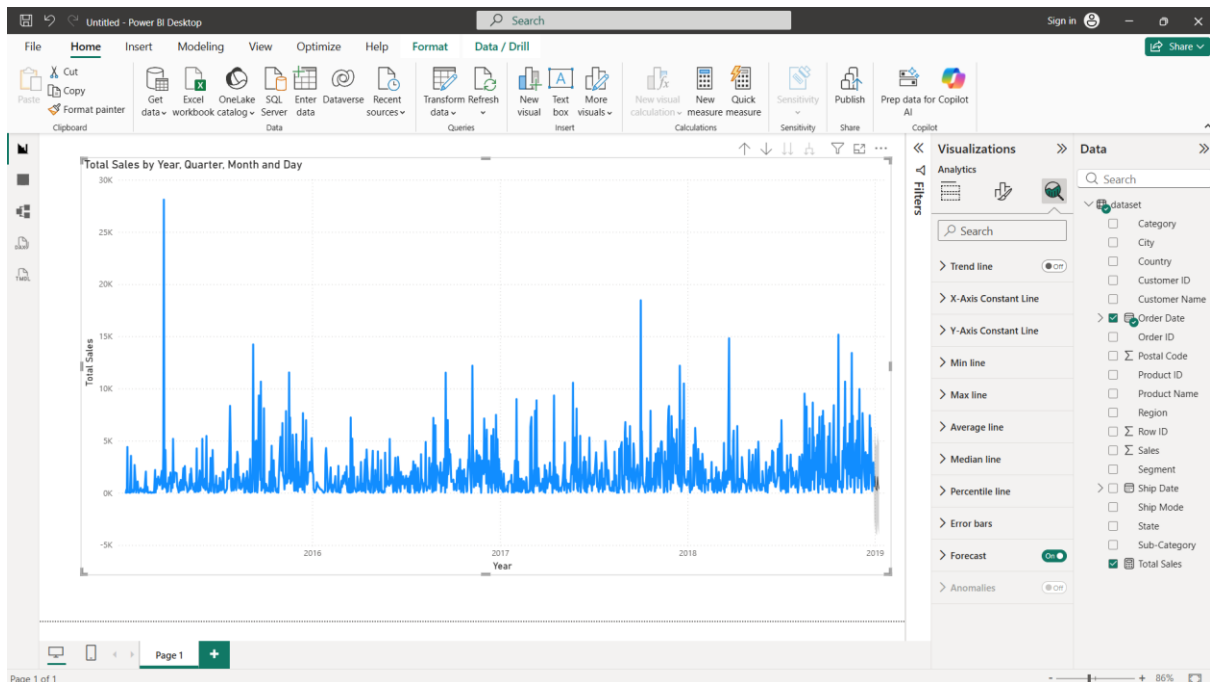 Untitled - Power BI Desktop
Search
Sign in
File Home Insert Modeling View Optimize Help Format Data / Drill
Share
Paste
Cut
Copy
Format painter
Clipboard
Get data
Excel workbook
OneLake catalog
SQL Server
Enter data
Dataverse
Recent sources
Data
Transform data
Refresh
Queries
New visual
Text box
More visuals
Insert
New visual calculation
New measure
Quick measure
Calculations
Sensitivity
Sensitivity
Publish
Share
Prep data for AI
Copilot
Copilot
Total Sales by Year, Quarter, Month and Day
30K
25K
20K
15K
10K
5K
0K
-5K
Total Sales
2016 2017 2018 2019
Year
Filters
Visualizations
Analytics
Search
Trend line Off
X-Axis Constant Line
Y-Axis Constant Line
Min line
Max line
Average line
Median line
Percentile line
Error bars
Forecast On
Anomalies Off
Data
Search
dataset
Category
City
Country
Customer ID
Customer Name
Order Date
Order ID
Σ Postal Code
Product ID
Product Name
Region
Σ Row ID
Σ Sales
Segment
Ship Date
Ship Mode
State
Sub-Category
Total Sales
Page 1
Page 1 of 1
86%